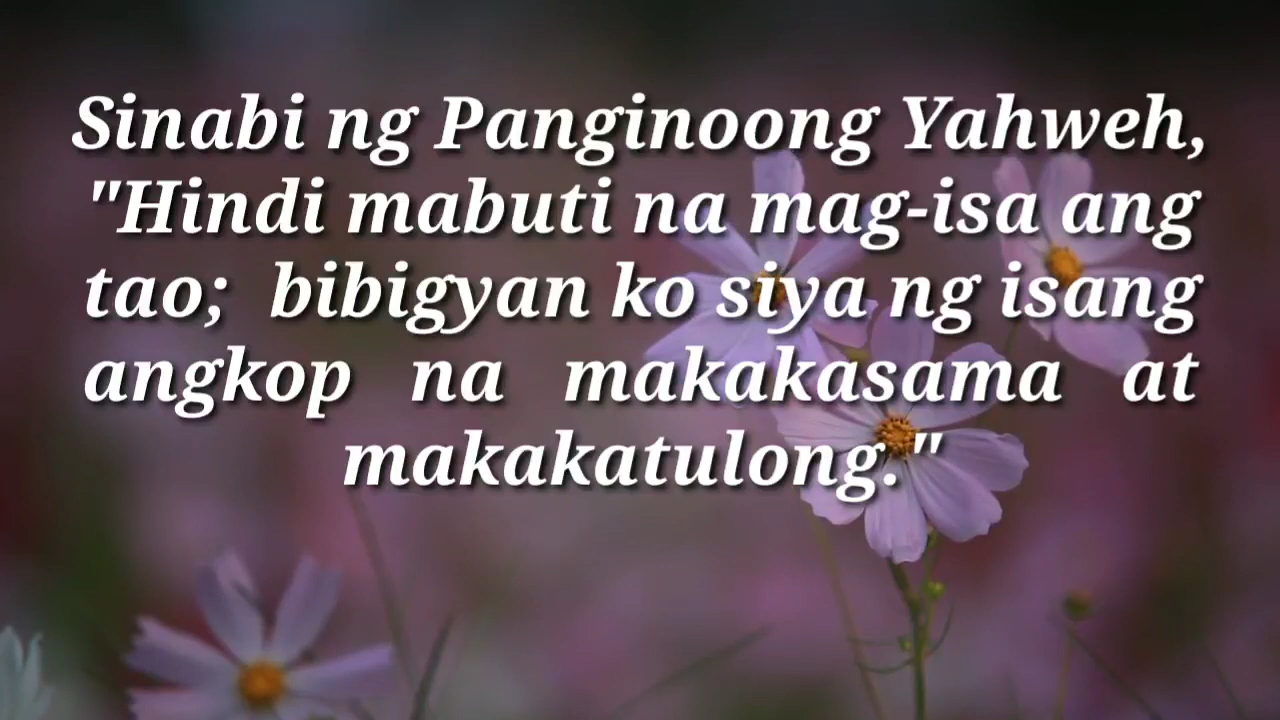 Sinabi ng Panginoong Yahweh,
"Hindi mabuti na mag-isa ang
tao; bibigyan ko siya ng isang
angkop na makakasama at
makakatulong."